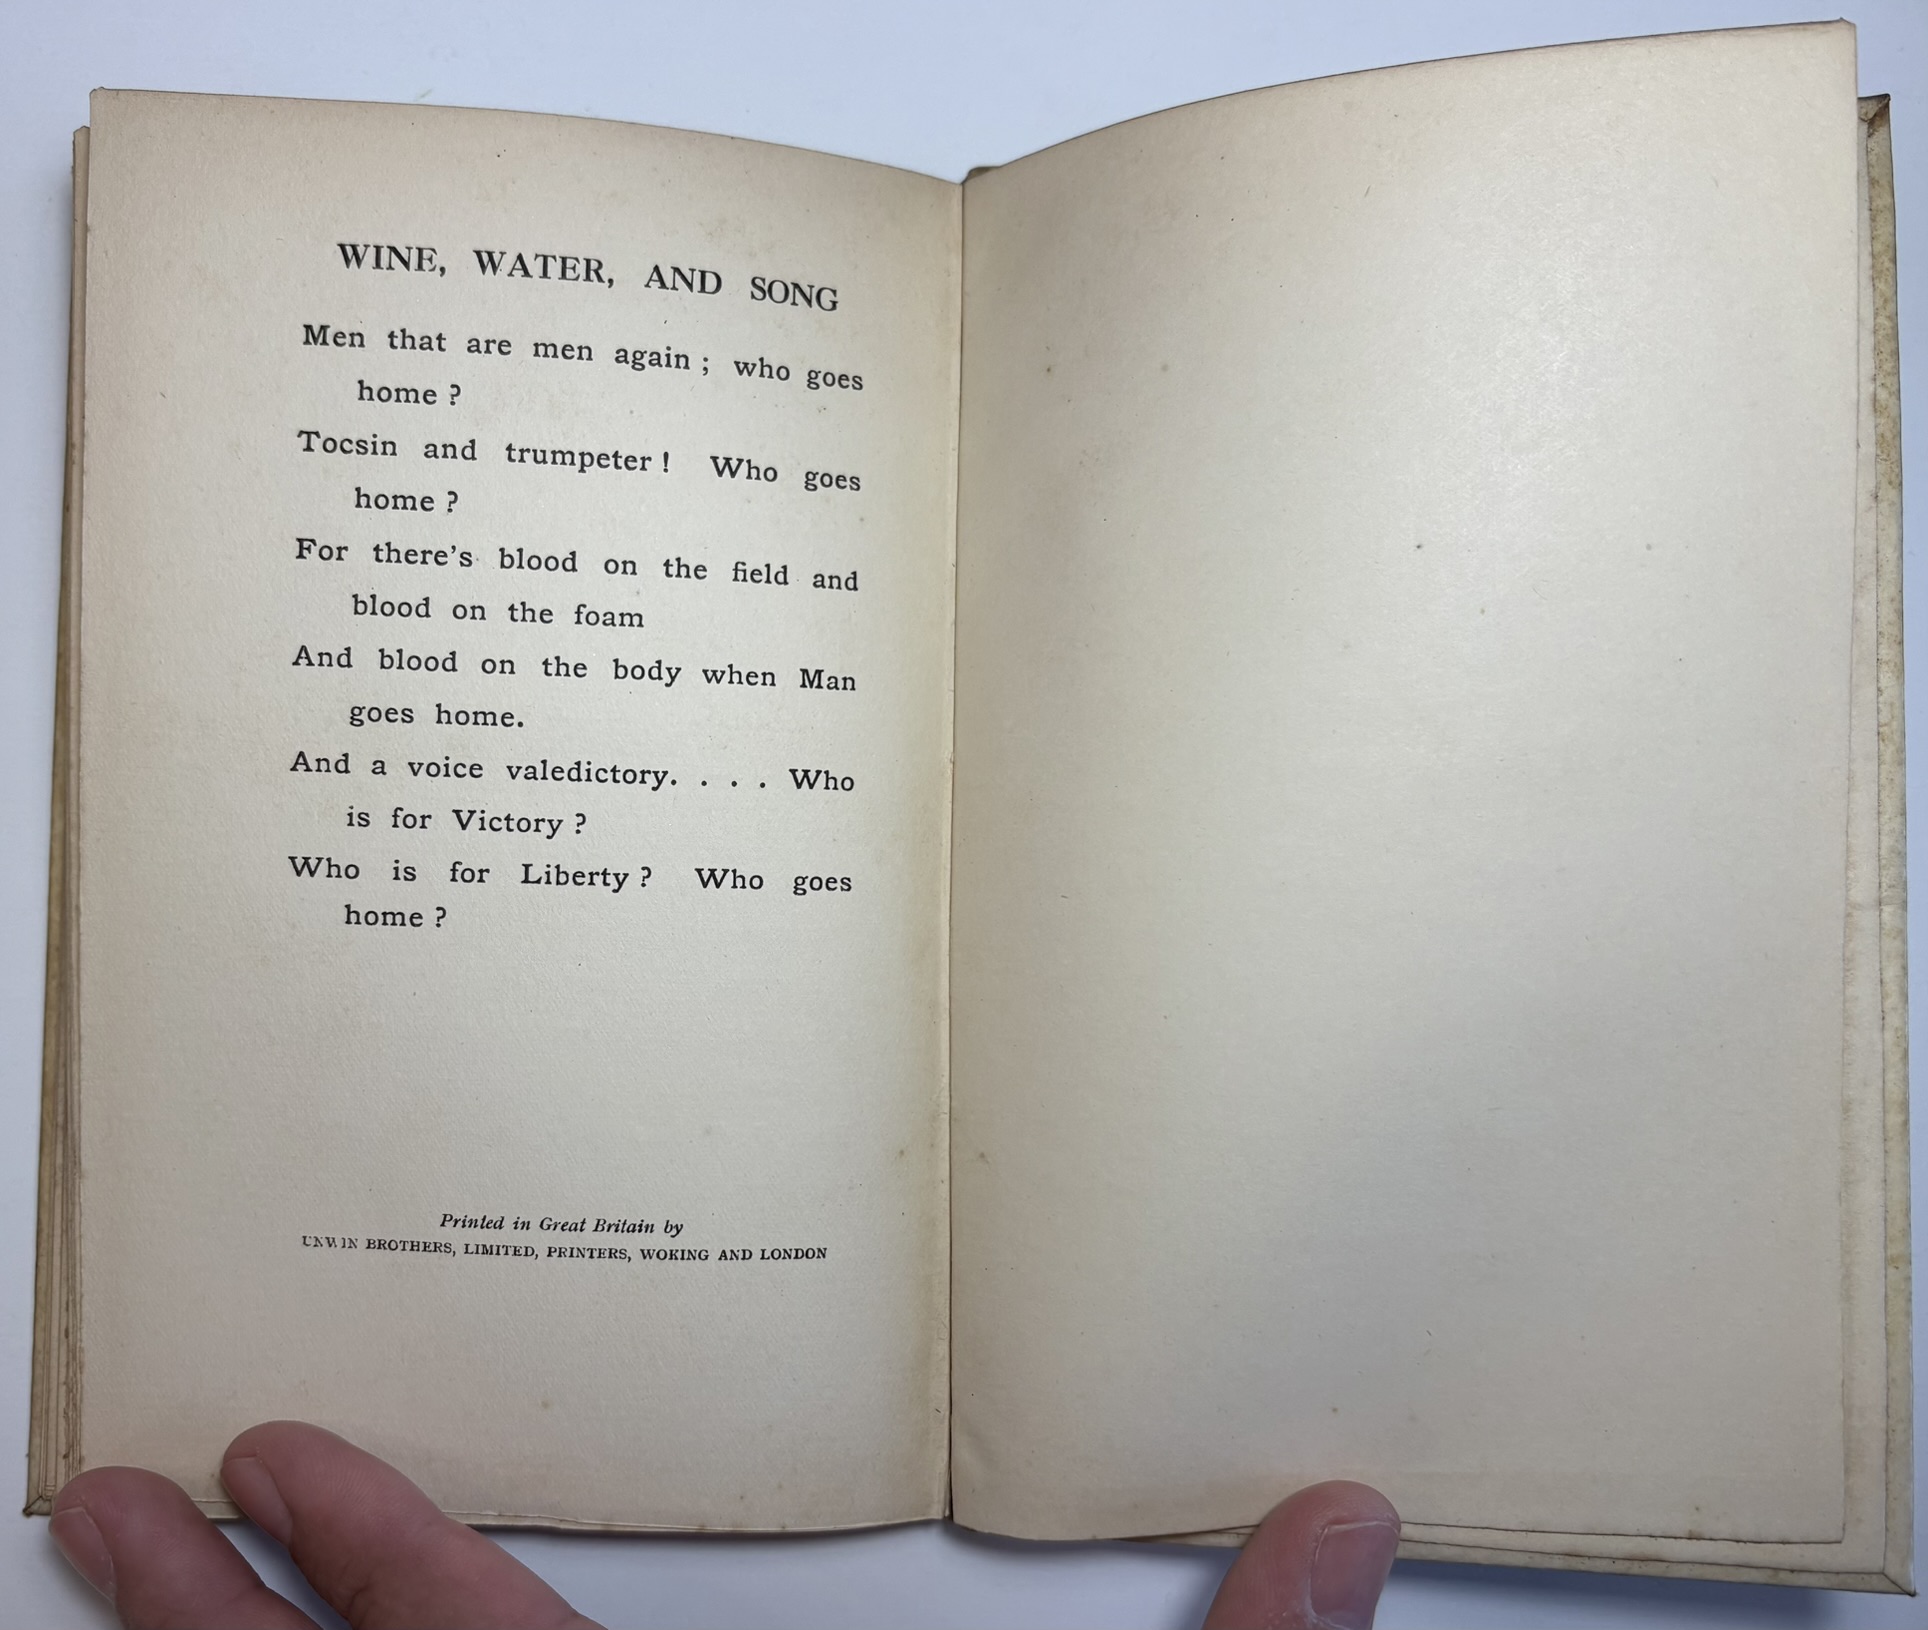 WINE, WATER, AND SONG
Men that are men again ; who goes
home ?
Tocsin and trumpeter ! Who goes
home ?
For there's blood on the field and
blood on the foam
And blood on the body when Man
goes home.
And a voice valedictory. . . . Who
is for Victory ?
Who is for Liberty ? Who goes
home ?
Printed in Great Britain by
UNWIN BROTHERS, LIMITED, PRINTERS, WOKING AND LONDON